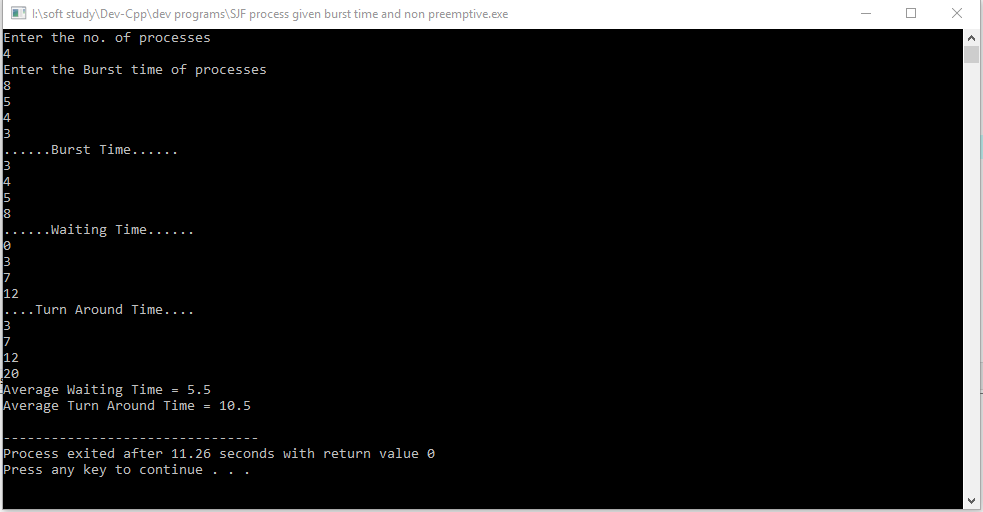 I:\soft study\Dev-Cpp\dev programs\SJF process given burst time and non preemptive.exe
Enter the no. of processes
4
Enter the Burst time of processes
8
5
4
3
......Burst Time......
3
4
5
8
......Waiting Time......
0
3
7
12
....Turn Around Time....
3
7
12
20
Average Waiting Time = 5.5
Average Turn Around Time = 10.5
--------------------------------
Process exited after 11.26 seconds with return value 0
Press any key to continue . . .